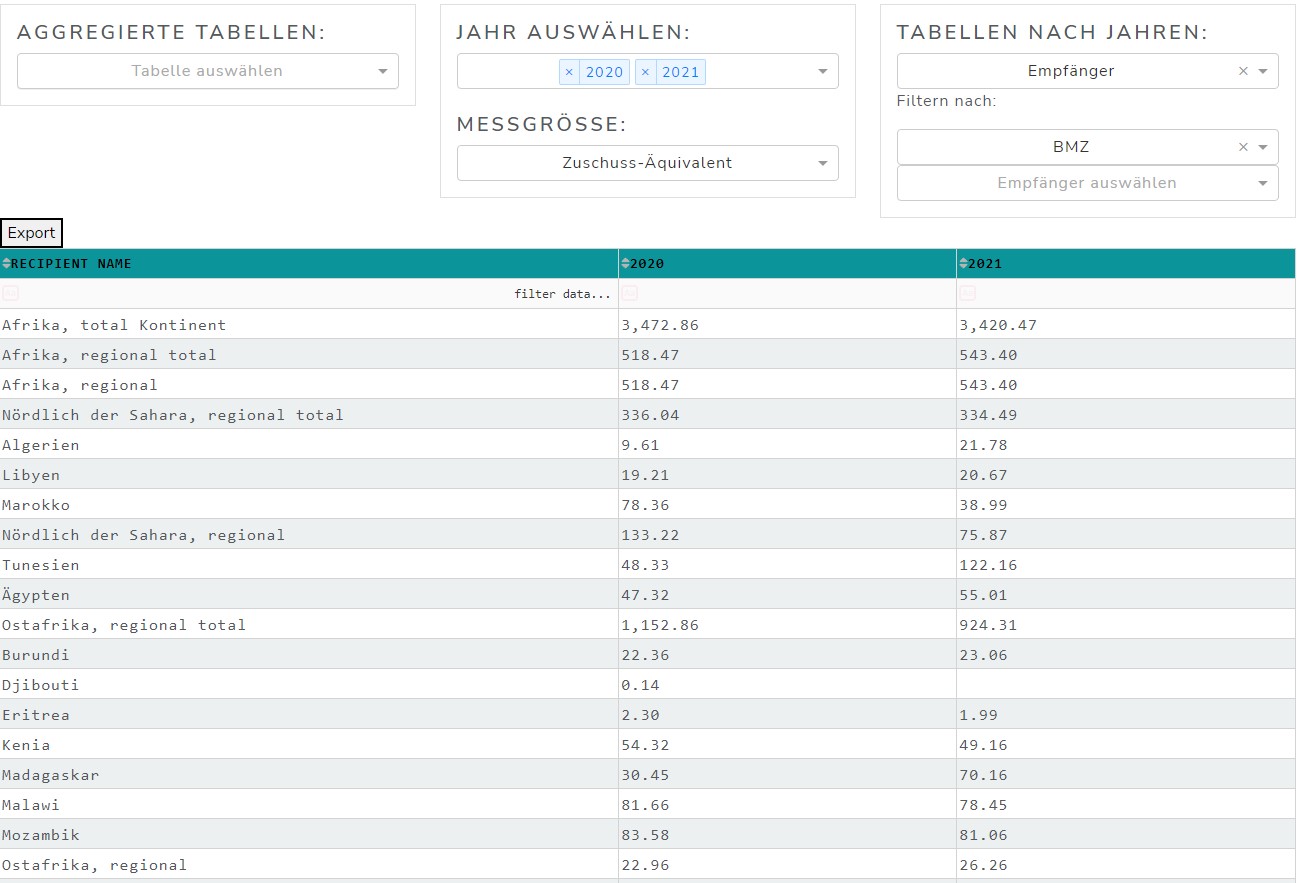 AGGREGIERTE TABELLEN:
Tabelle auswählen
JAHR AUSWÄHLEN:
× 2020 × 2021
MESSGRÖSSE:
Zuschuss-Äquivalent
TABELLEN NACH JAHREN:
Empfänger ×
Filtern nach:
BMZ ×
Empfänger auswählen
Export
RECIPIENT NAME 2020 2021
filter data...
Afrika, total Kontinent 3,472.86 3,420.47
Afrika, regional total 518.47 543.40
Afrika, regional 518.47 543.40
Nördlich der Sahara, regional total 336.04 334.49
Algerien 9.61 21.78
Libyen 19.21 20.67
Marokko 78.36 38.99
Nördlich der Sahara, regional 133.22 75.87
Tunesien 48.33 122.16
Ägypten 47.32 55.01
Ostafrika, regional total 1,152.86 924.31
Burundi 22.36 23.06
Djibouti 0.14
Eritrea 2.30 1.99
Kenia 54.32 49.16
Madagaskar 30.45 70.16
Malawi 81.66 78.45
Mozambik 83.58 81.06
Ostafrika, regional 22.96 26.26